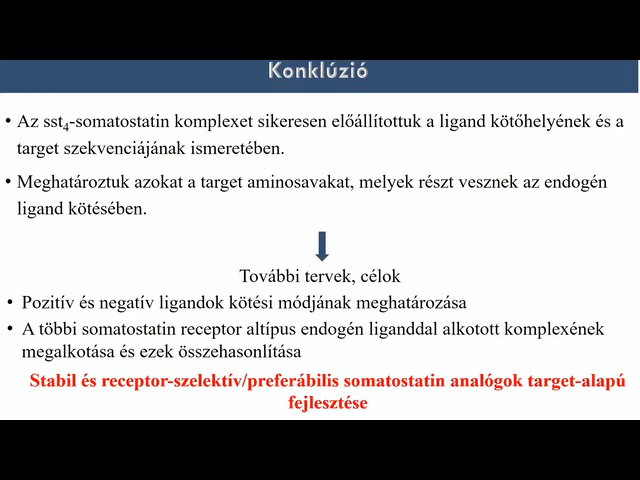 Konklúzió
• Az sst4-somatostatin komplexet sikeresen előállítottuk a ligand kötőhelyének és a
target szekvenciájának ismeretében.
• Meghatároztuk azokat a target aminosavakat, melyek részt vesznek az endogén
ligand kötésében.
További tervek, célok
• Pozitív és negatív ligandok kötési módjának meghatározása
• A többi somatostatin receptor altípus endogén liganddal alkotott komplexének
megalkotása és ezek összehasonlítása
Stabil és receptor-szelektív/preferábilis somatostatin analógok target-alapú
fejlesztése